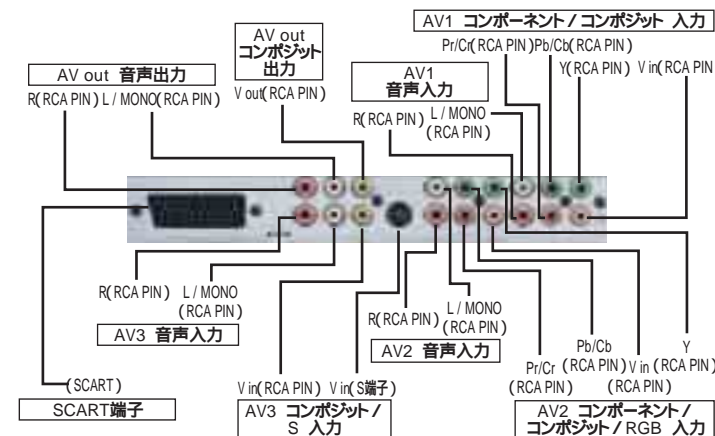 AV1 コンポーネント / コンポジット 入力
Pr/Cr(RCA PIN)Pb/Cb(RCA PIN)
Y(RCA PIN) V in(RCA PIN
AV out
コンポジット
出力
V out(RCA PIN)
AV out 音声出力
R(RCA PIN) L / MONO(RCA PIN)
AV1
音声入力
R(RCA PIN) L / MONO
(RCA PIN)
R(RCA PIN) L / MONO
(RCA PIN)
AV3 音声入力
R(RCA PIN) L / MONO
(RCA PIN)
AV2 音声入力
(SCART)
SCART端子
V in(RCA PIN) V in(S端子)
AV3 コンポジット /
S 入力
Pr/Cr
(RCA PIN)
Pb/Cb
(RCA PIN)
V in
(RCA PIN)
Y
(RCA PIN)
AV2 コンポーネント /
コンポジット / RGB 入力